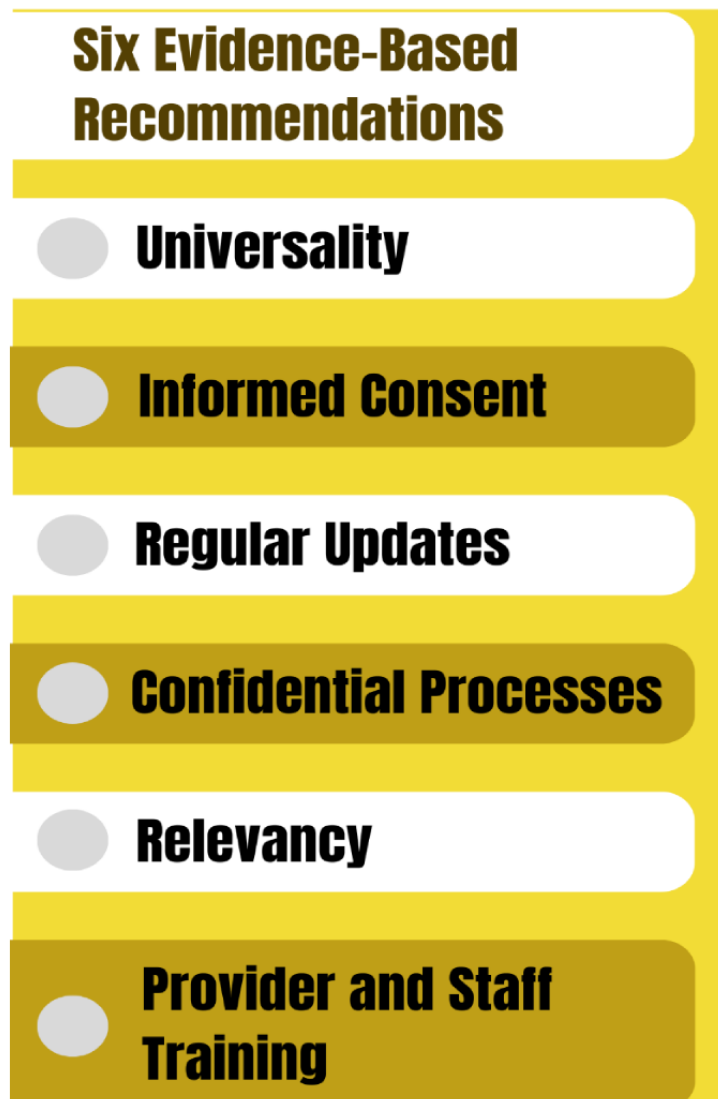 Six Evidence-Based
Recommendations
Universality
Informed Consent
Regular Updates
Confidential Processes
Relevancy
Provider and Staff
Training